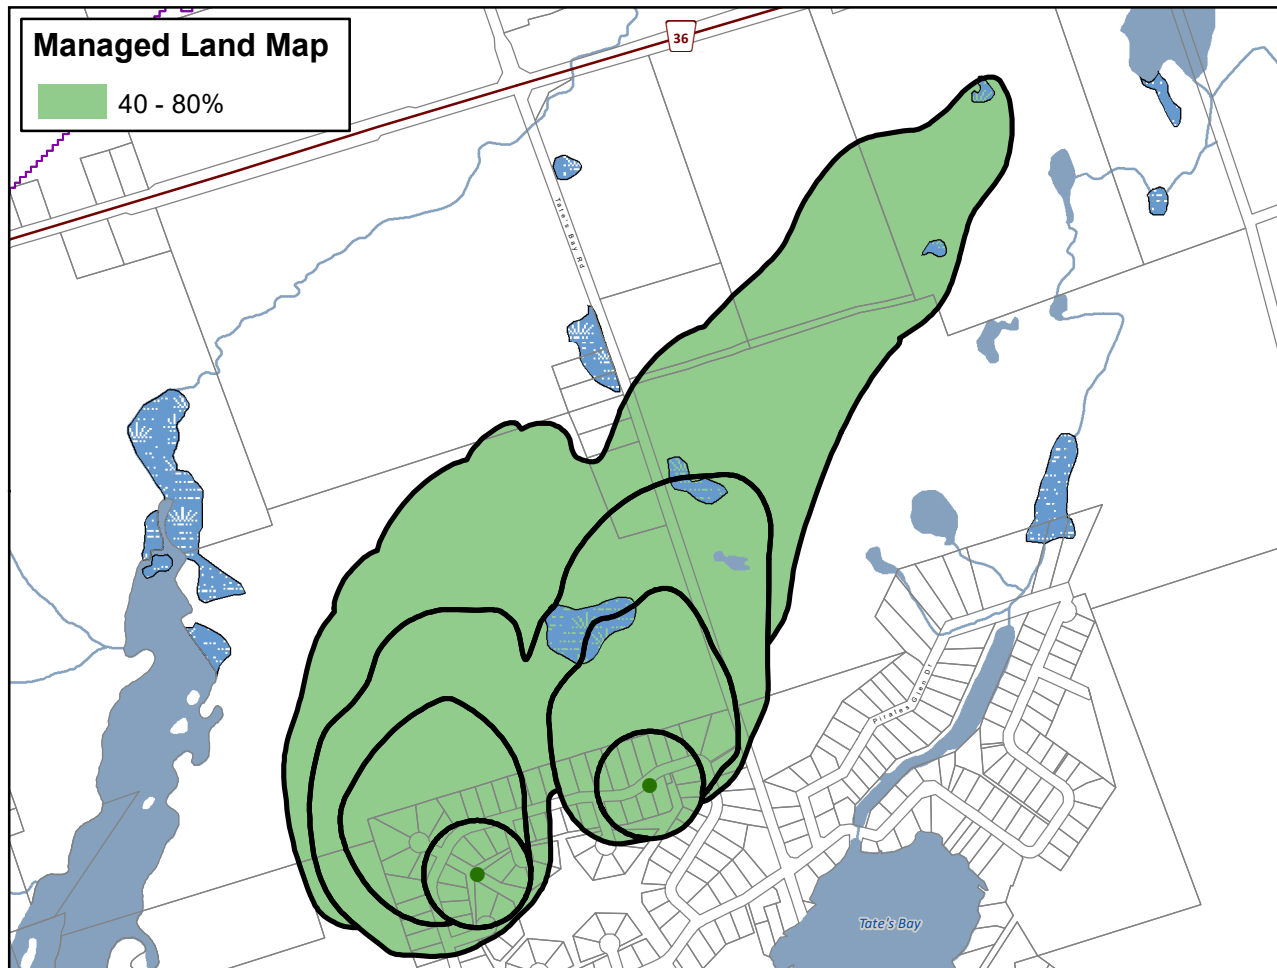 Managed Land Map
40 - 80%
36
Tate's Bay Rd
Pirates Glen Dr
Tate's Bay